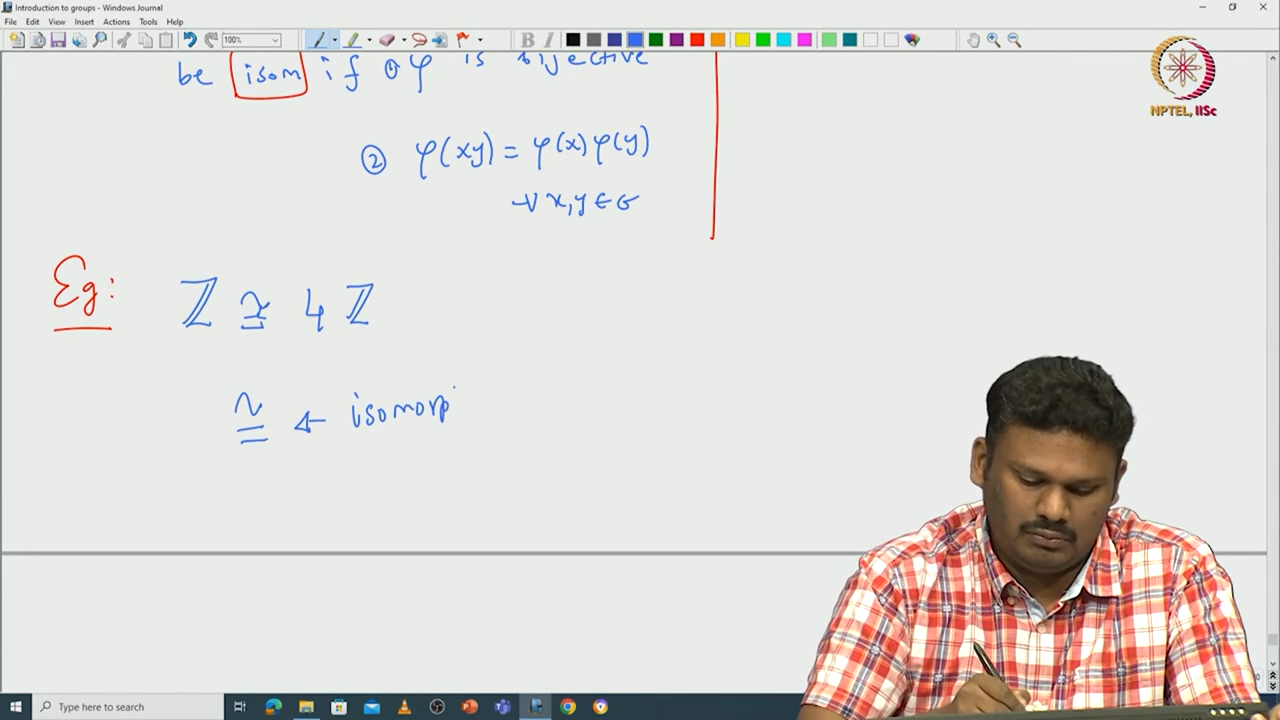 Introduction to groups - Windows Journal
File Edit View Insert Actions Tools Help
100%
B I
be isom if ① φ is bijective
② φ(xy) = φ(x)φ(y)
∀ x,y ∈ G
Eg: ℤ ≅ 4ℤ
≅ ← isomorp
NPTEL, IISc
Type here to search